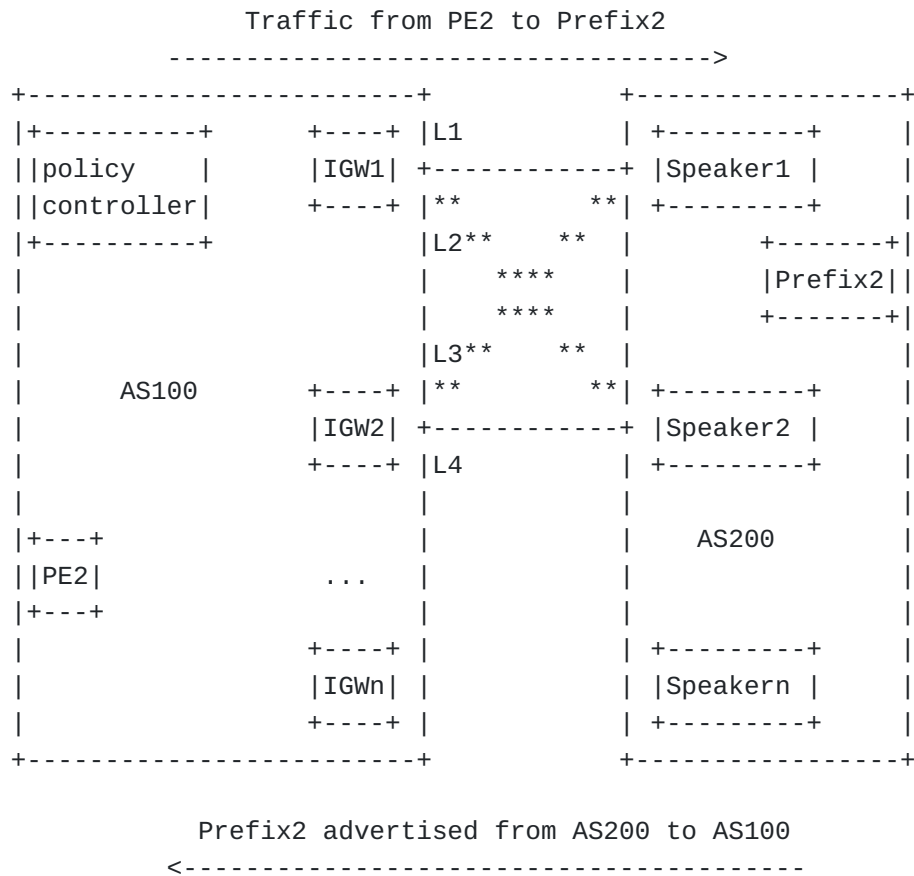 Traffic from PE2 to Prefix2
----------------------------------->
+-------------------------+            +-----------------+
|+----------+      +----+ |L1          | +---------+     |
||policy    |      |IGW1| +------------+ |Speaker1 |     |
||controller|      +----+ |**        **| +---------+     |
|+----------+             |L2**    **  |        +-------+|
|                         |    ****    |        |Prefix2||
|                         |    ****    |        +-------+|
|                         |L3**    **  |                 |
|      AS100       +----+ |**        **| +---------+     |
|                  |IGW2| +------------+ |Speaker2 |     |
|                  +----+ |L4          | +---------+     |
|                         |            |                 |
|+---+                    |            |    AS200        |
||PE2|              ...   |            |                 |
|+---+                    |            |                 |
|                  +----+ |            | +---------+     |
|                  |IGWn| |            | |Speakern |     |
|                  +----+ |            | +---------+     |
+-------------------------+            +-----------------+
Prefix2 advertised from AS200 to AS100
<----------------------------------------